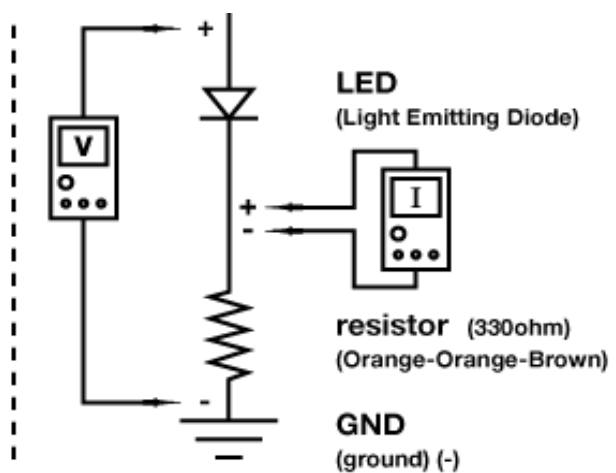 +
LED
(Light Emitting Diode)
V
+
-
I
resistor (330ohm)
(Orange-Orange-Brown)
-
GND
(ground) (-)